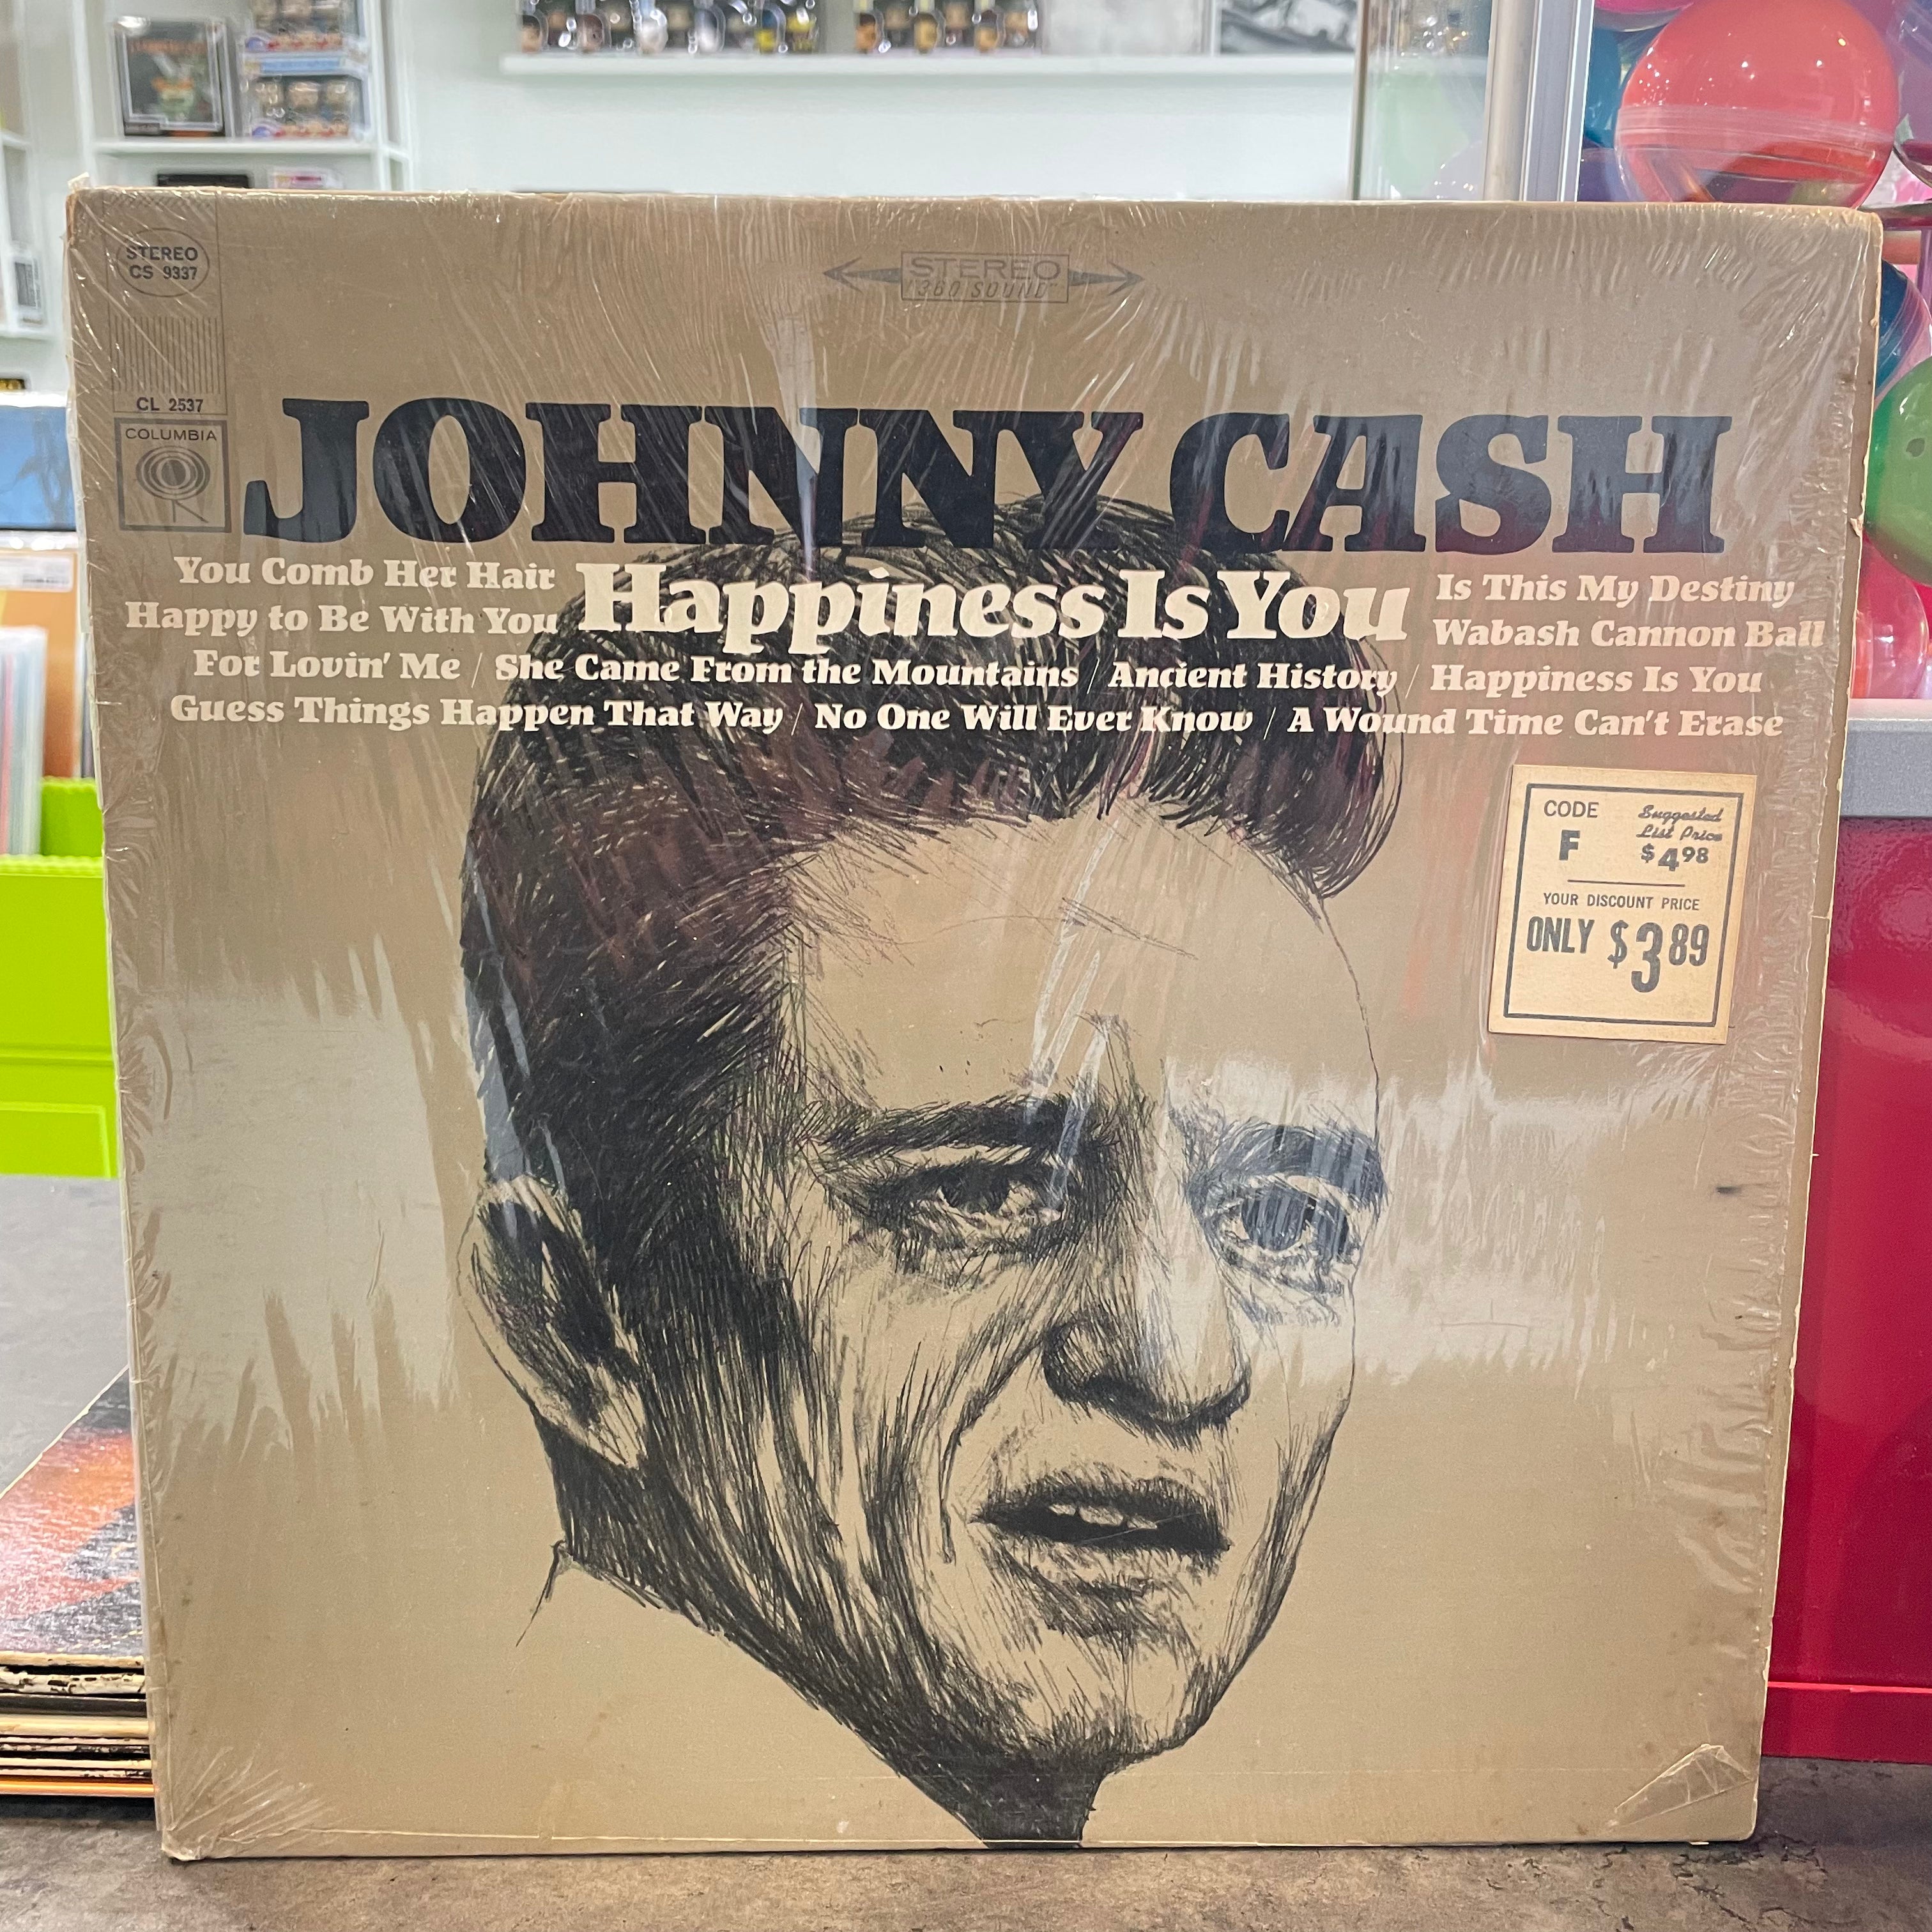 STEREO
CS 9337
STEREO
"360 SOUND"
CL 2537
COLUMBIA
JOHNNY CASH
Happiness Is You
You Comb Her Hair
Happy to Be With You
Is This My Destiny
Wabash Cannon Ball
For Lovin' Me / She Came From the Mountains / Ancient History / Happiness Is You
Guess Things Happen That Way / No One Will Ever Know / A Wound Time Can't Erase
CODE
F
Suggested
List Price
$4.98
YOUR DISCOUNT PRICE
ONLY $3 89